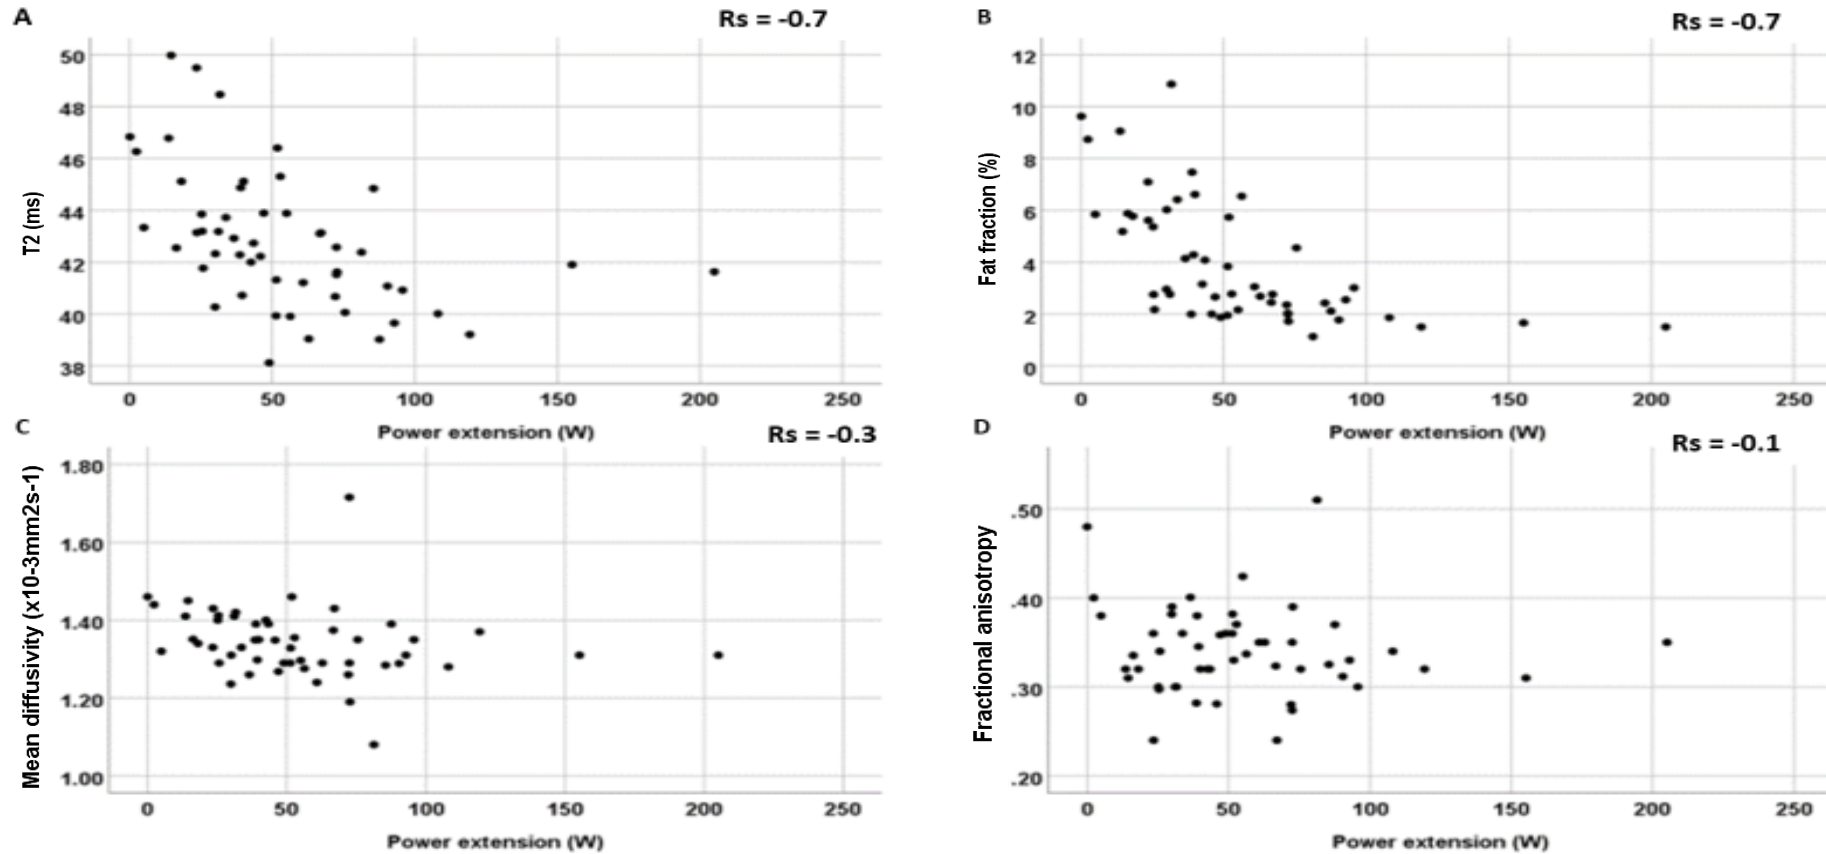 A
Rs = -0.7
50
48
46
44
42
40
38
T2 (ms)
0 50 100 150 200 250
Power extension (W)
B
Rs = -0.7
12
10
8
6
4
2
0
Fat fraction (%)
0 50 100 150 200 250
Power extension (W)
C
Rs = -0.3
1.80
1.60
1.40
1.20
1.00
Mean diffusivity (x10-3mm2s-1)
0 50 100 150 200 250
Power extension (W)
D
Rs = -0.1
.50
.40
.30
.20
Fractional anisotropy
0 50 100 150 200 250
Power extension (W)